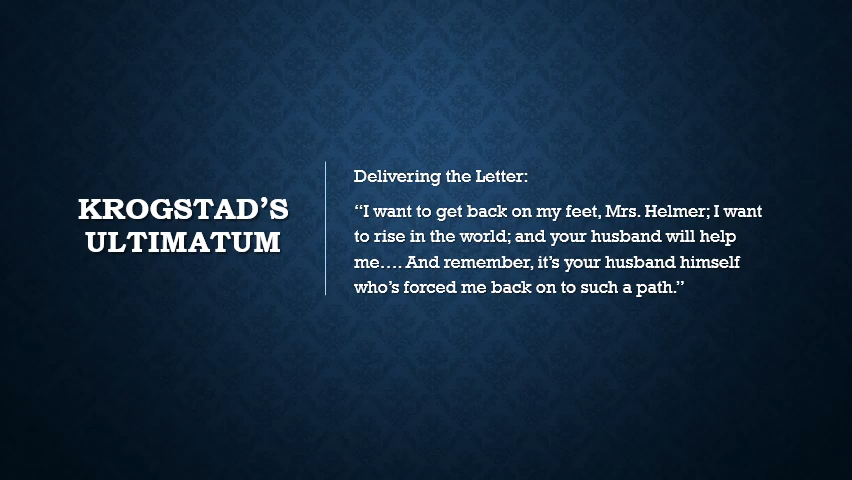 KROGSTAD’S
ULTIMATUM
Delivering the Letter:
“I want to get back on my feet, Mrs. Helmer; I want
to rise in the world; and your husband will help
me…. And remember, it’s your husband himself
who’s forced me back on to such a path.”